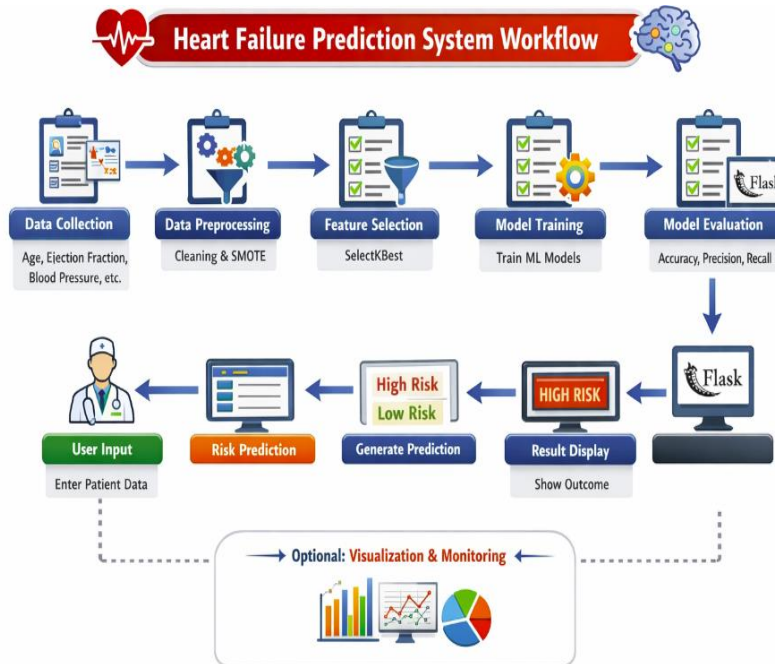 Heart Failure Prediction System Workflow
Flask
Data Collection
Data Preprocessing
Feature Selection
Model Training
Model Evaluation
Age, Ejection Fraction,
Blood Pressure, etc.
Cleaning & SMOTE
SelectKBest
Train ML Models
Accuracy, Precision, Recall
High Risk
Low Risk
HIGH RISK
Flask
User Input
Risk Prediction
Generate Prediction
Result Display
Enter Patient Data
Show Outcome
Optional: Visualization & Monitoring